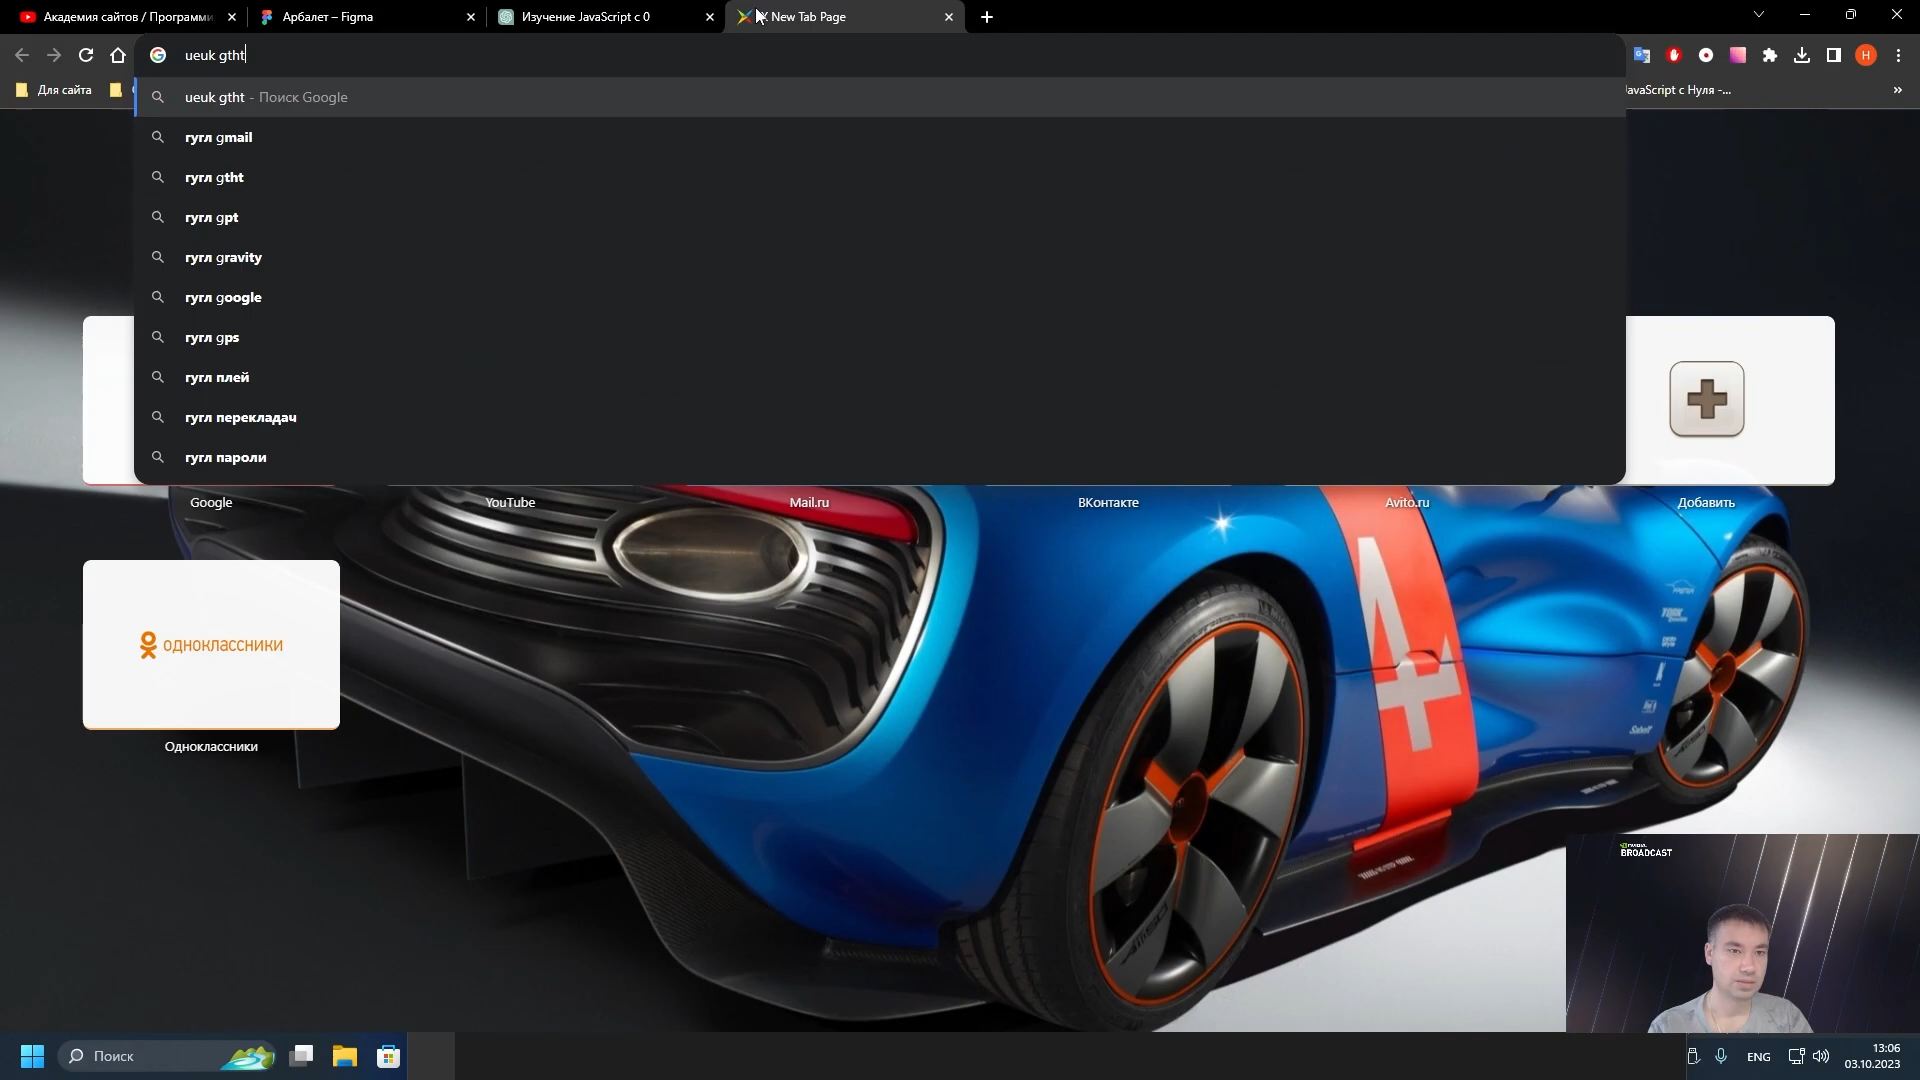 Академия сайтов / Программи
Арбалет – Figma
Изучение JavaScript с 0
New Tab Page
ueuk gtht
Для сайта
JavaScript с Нуля -...
ueuk gtht - Поиск Google
гугл gmail
гугл gtht
гугл gpt
гугл gravity
гугл google
гугл gps
гугл плей
гугл перекладач
гугл пароли
Google
YouTube
Mail.ru
ВКонтакте
Avito.ru
Добавить
одноклассники
Одноклассники
NVIDIA
BROADCAST
Поиск
ENG
13:06
03.10.2023